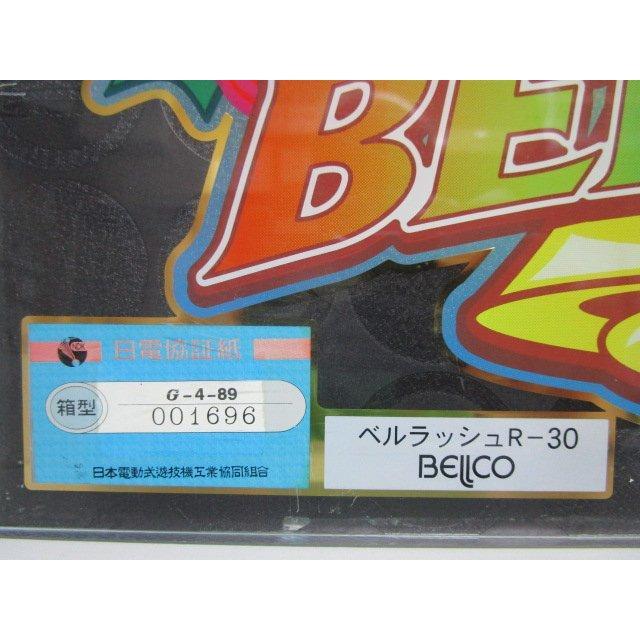 BE
日電協証紙
箱型
G-4-89
001696
日本電動式遊技機工業協同組合
ベルラッシュR-30
BELLCO